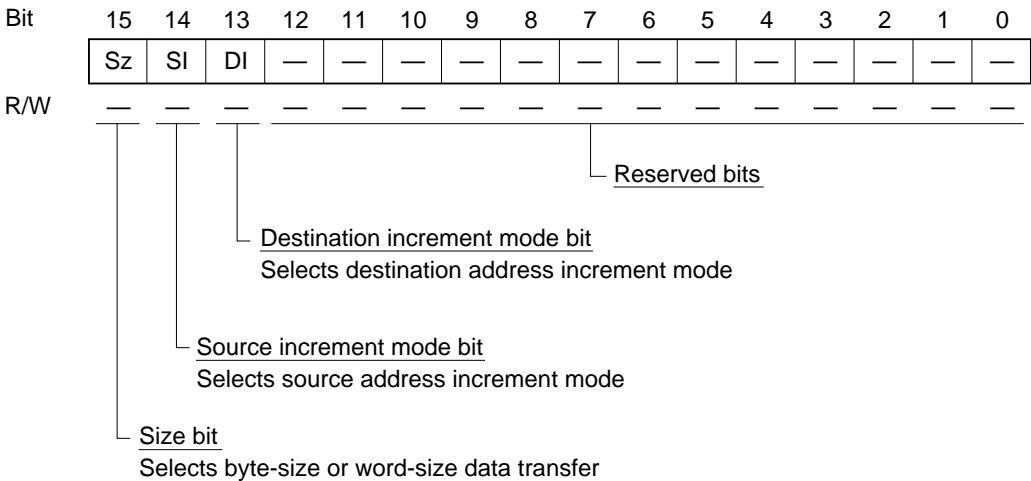 Bit 15 14 13 12 11 10 9 8 7 6 5 4 3 2 1 0
Sz SI DI — — — — — — — — — — — — —
R/W — — — — — — — — — — — — — — — —
Reserved bits
Destination increment mode bit
Selects destination address increment mode
Source increment mode bit
Selects source address increment mode
Size bit
Selects byte-size or word-size data transfer